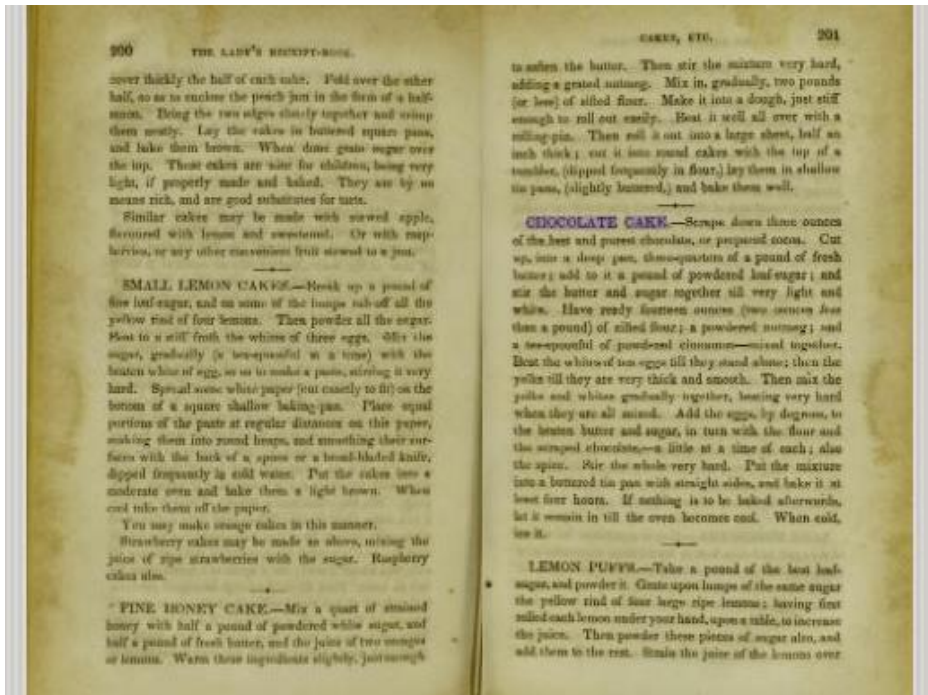 200 THE LADY'S RECEIPT-BOOK.
cover thickly the half of each cake. Fold over the other
half, so as to enclose the peach jam in the form of a half-
moon. Bring the two edges closely together and crimp
them neatly. Lay the cakes in buttered square pans,
and bake them brown. When done grate sugar over
the top. These cakes are nice for children, being very
light, if properly made and baked. They are by no
means rich, and are good substitutes for tarts.
Similar cakes may be made with stewed apple,
flavoured with lemon and sweetened. Or with rasp-
berries, or any other convenient fruit stewed to a jam.
SMALL LEMON CAKES.—Break up a pound of
fine loaf-sugar, and on some of the lumps rub off all the
yellow rind of four lemons. Then powder all the sugar.
Beat to a stiff froth the whites of three eggs. Mix the
sugar, gradually (a tea-spoonful at a time) with the
beaten white of egg, so as to make a paste, stirring it very
hard. Spread some white paper (cut exactly to fit) on the
bottom of a square shallow baking-pan. Place equal
portions of the paste at regular distances on this paper,
making them into round heaps, and smoothing their sur-
faces with the back of a spoon or a broad-bladed knife,
dipped frequently in cold water. Put the cakes into a
moderate oven and bake them a light brown. When
cool take them off the paper.
You may make orange cakes in this manner.
Strawberry cakes may be made as above, mixing the
juice of ripe strawberries with the sugar. Raspberry
cakes also.
FINE HONEY CAKE.—Mix a quart of strained
honey with half a pound of powdered white sugar, and
half a pound of fresh butter, and the juice of two oranges
or lemons. Warm these ingredients slightly, just enough
CAKES, ETC. 201
to soften the butter. Then stir the mixture very hard,
adding a grated nutmeg. Mix in, gradually, two pounds
(or less) of sifted flour. Make it into a dough, just stiff
enough to roll out easily. Beat it well all over with a
rolling-pin. Then roll it out into a large sheet, half an
inch thick; cut it into round cakes with the top of a
tumbler, (dipped frequently in flour,) lay them in shallow
tin pans, (slightly buttered,) and bake them well.
CHOCOLATE CAKE.—Scrape down three ounces
of the best and purest chocolate, or prepared cocoa. Cut
up, into a deep pan, three-quarters of a pound of fresh
butter; add to it a pound of powdered loaf-sugar; and
stir the butter and sugar together till very light and
white. Have ready fourteen ounces (two ounces less
than a pound) of sifted flour; a powdered nutmeg; and
a tea-spoonful of powdered cinnamon—mixed together.
Beat the whites of ten eggs till they stand alone; then the
yolks till they are very thick and smooth. Then mix the
yolks and whites gradually together, beating very hard
when they are all mixed. Add the eggs, by degrees, to
the beaten butter and sugar, in turn with the flour and
the scraped chocolate,—a little at a time of each; also
the spice. Stir the whole very hard. Put the mixture
into a buttered tin pan with straight sides, and bake it at
least four hours. If nothing is to be baked afterwards,
let it remain in till the oven becomes cool. When cold,
ice it.
LEMON PUFFS.—Take a pound of the best loaf-
sugar, and powder it. Grate upon lumps of the same sugar
the yellow rind of four large ripe lemons; having first
rolled each lemon under your hand, upon a table, to increase
the juice. Then powder these pieces of sugar also, and
add them to the rest. Strain the juice of the lemons over